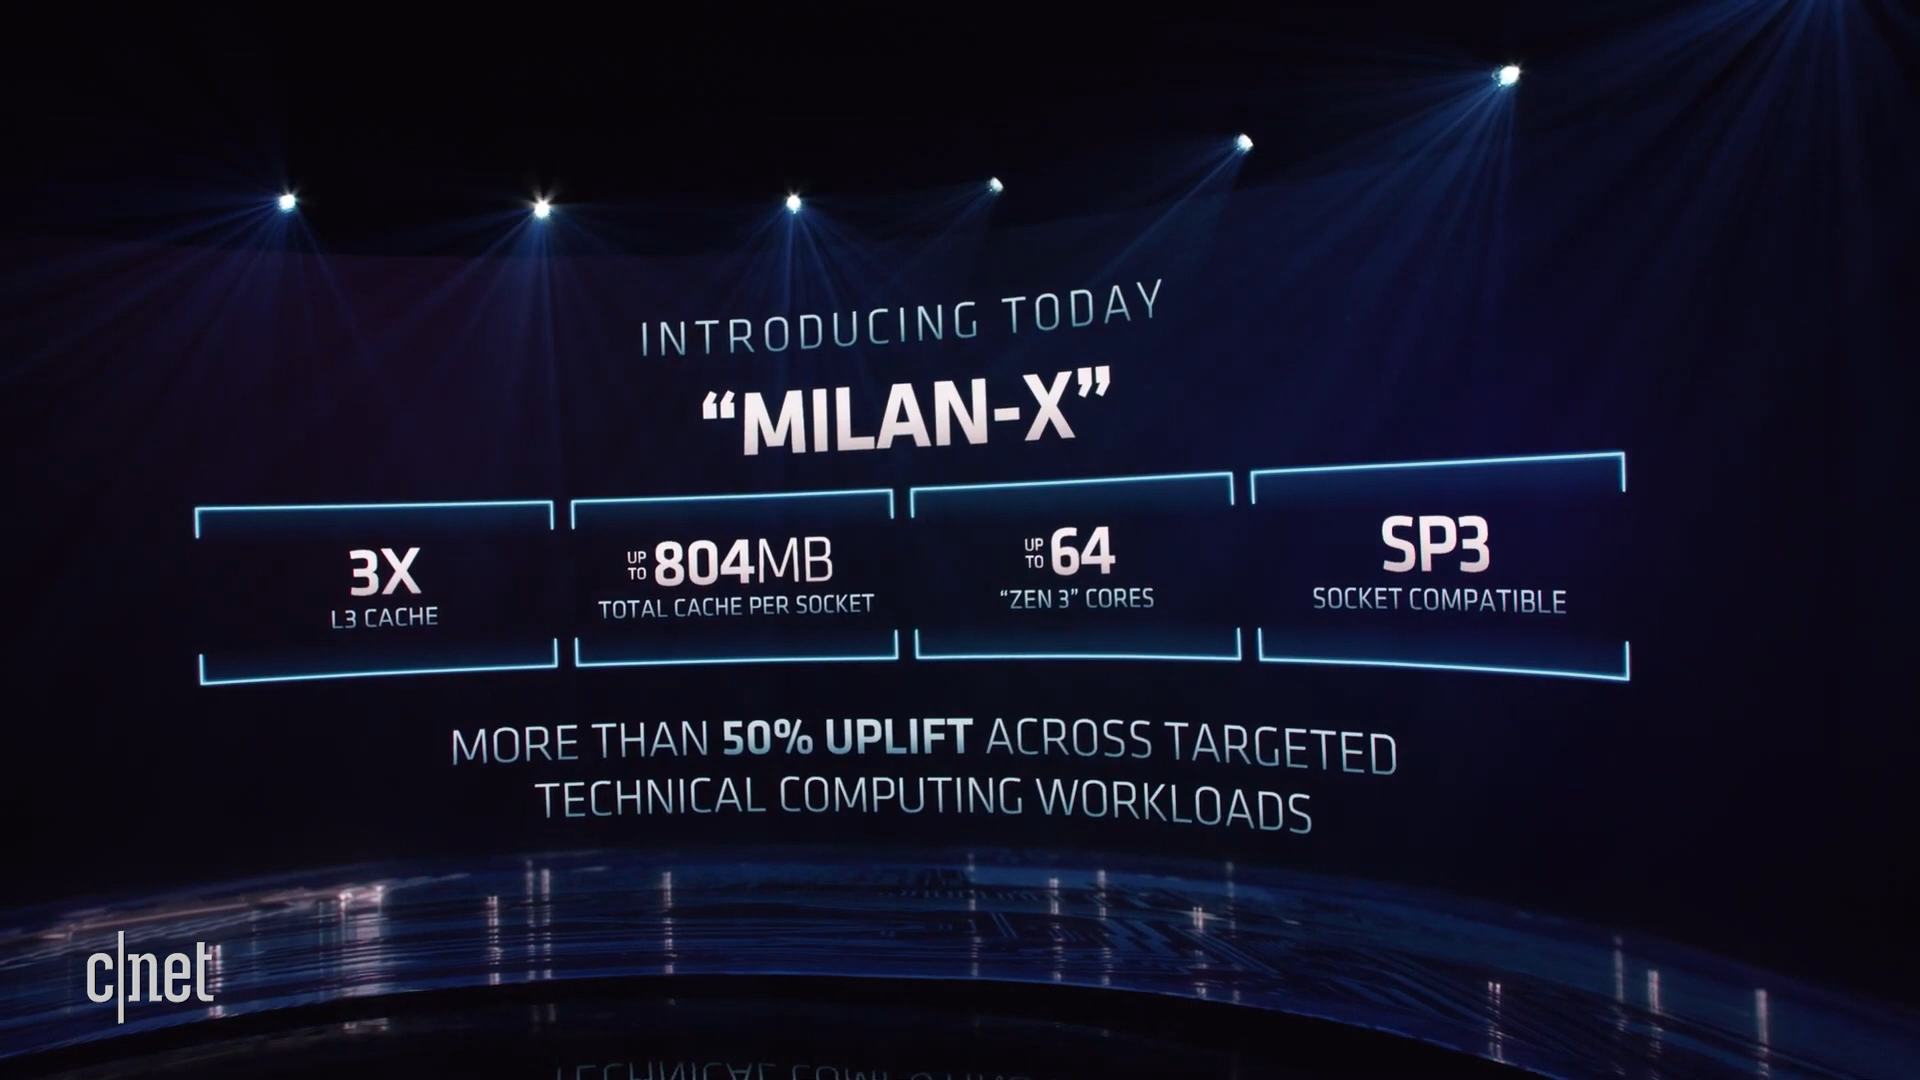 INTRODUCING TODAY
“MILAN-X”
3X
L3 CACHE
UP TO 804MB
TOTAL CACHE PER SOCKET
UP TO 64
“ZEN 3” CORES
SP3
SOCKET COMPATIBLE
MORE THAN 50% UPLIFT ACROSS TARGETED
TECHNICAL COMPUTING WORKLOADS
c|net